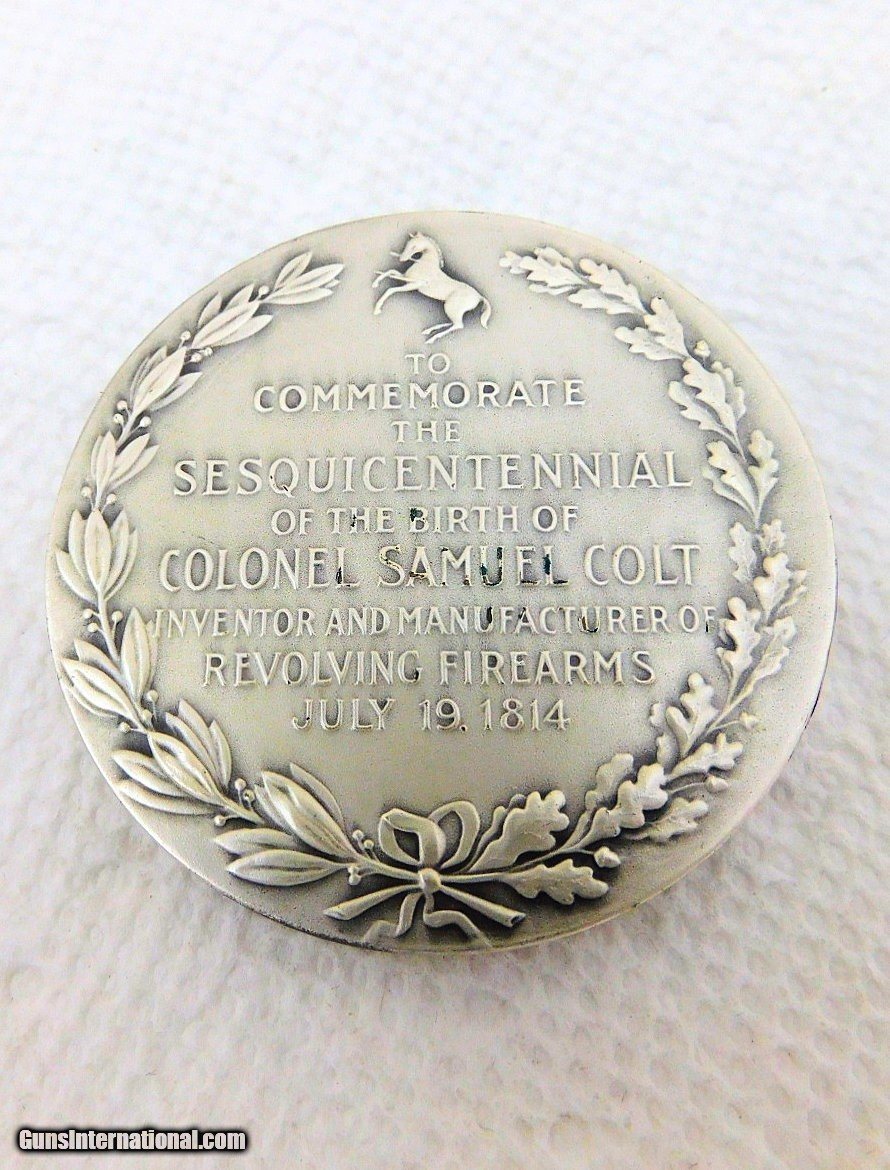 TO
COMMEMORATE
THE
SESQUICENTENNIAL
OF THE BIRTH OF
COLONEL SAMUEL COLT
INVENTOR AND MANUFACTURER OF
REVOLVING FIREARMS
JULY 19, 1814
GunsInternational.com